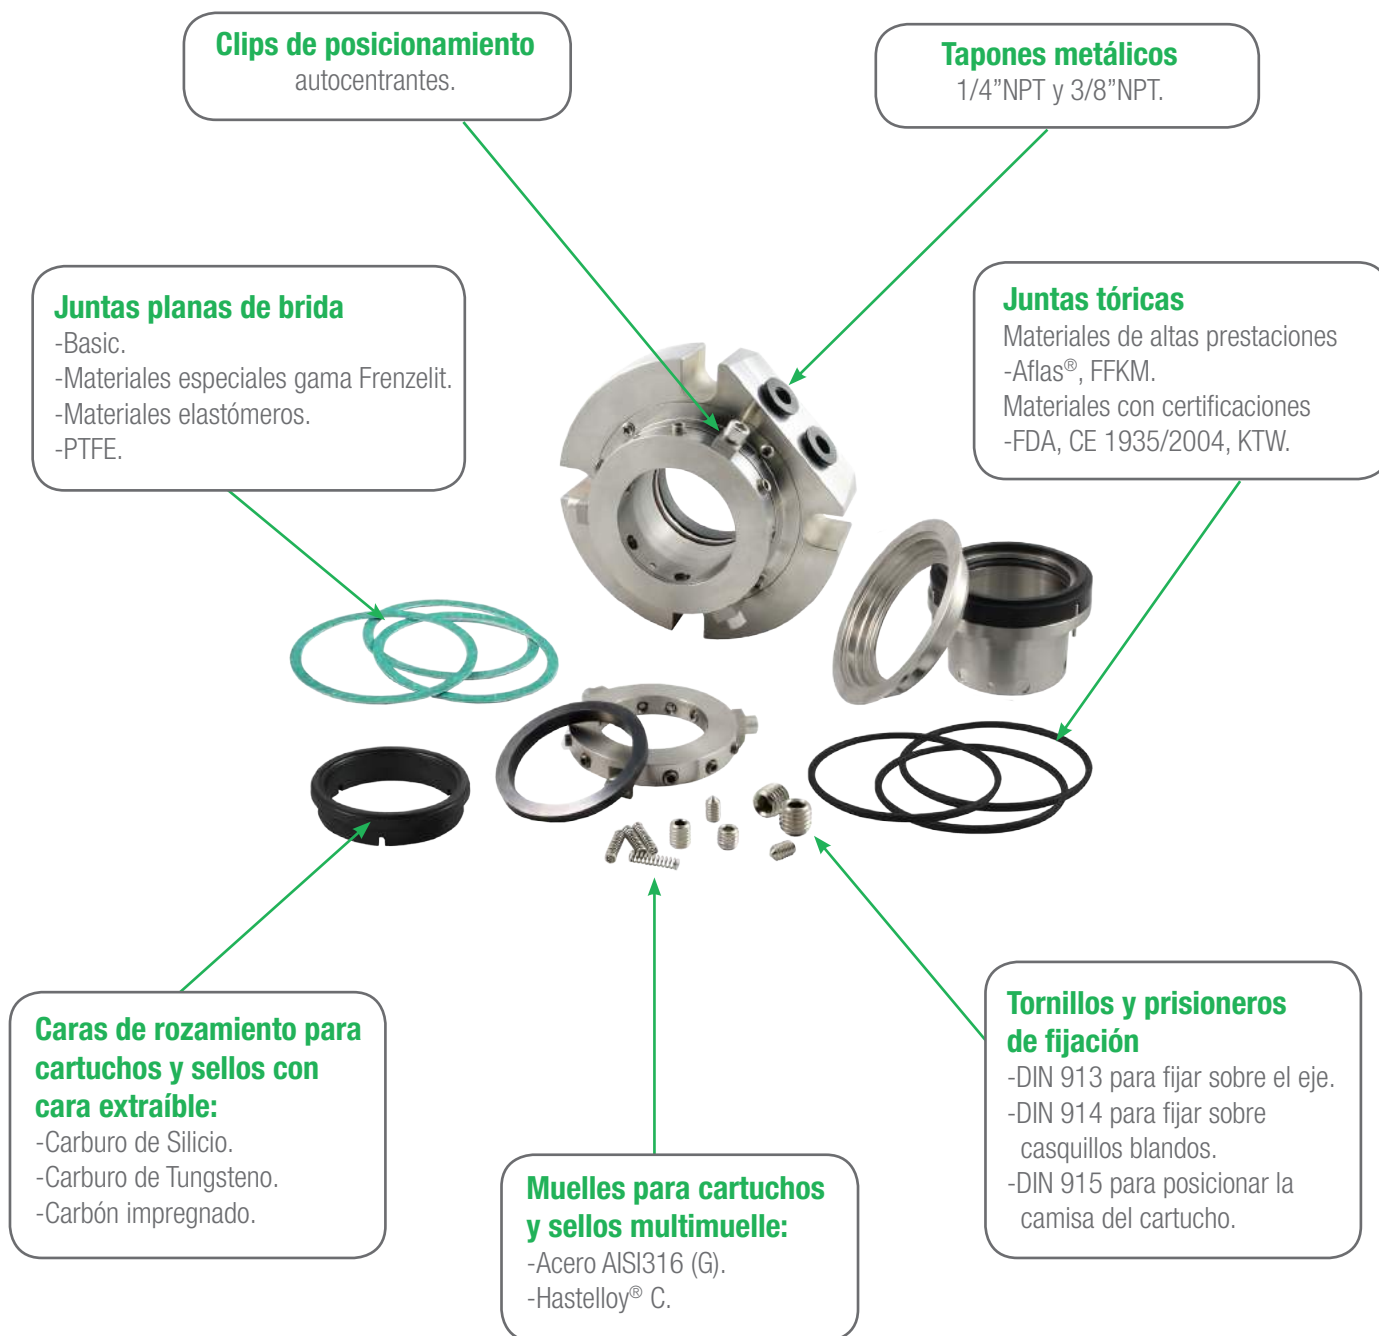 Clips de posicionamiento
autocentrantes.
Tapones metálicos
1/4”NPT y 3/8”NPT.
Juntas planas de brida
-Basic.
-Materiales especiales gama Frenzelit.
-Materiales elastómeros.
-PTFE.
Juntas tóricas
Materiales de altas prestaciones
-Aflas®, FFKM.
Materiales con certificaciones
-FDA, CE 1935/2004, KTW.
Caras de rozamiento para
cartuchos y sellos con
cara extraíble:
-Carburo de Silicio.
-Carburo de Tungsteno.
-Carbón impregnado.
Muelles para cartuchos
y sellos multimuelle:
-Acero AISI316 (G).
-Hastelloy® C.
Tornillos y prisioneros
de fijación
-DIN 913 para fijar sobre el eje.
-DIN 914 para fijar sobre
casquillos blandos.
-DIN 915 para posicionar la
camisa del cartucho.